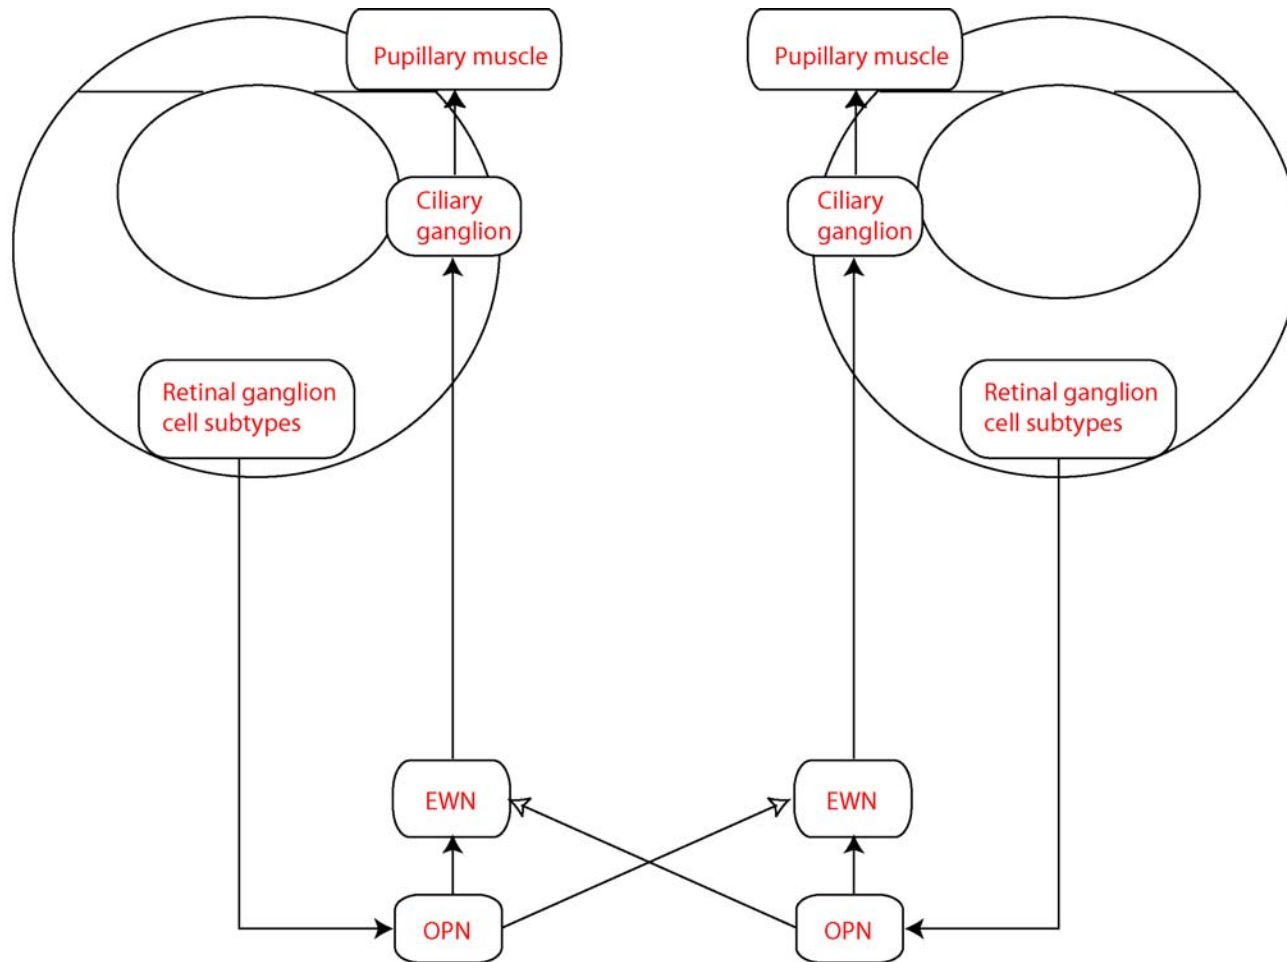 Pupillary muscle
Pupillary muscle
Ciliary
ganglion
Ciliary
ganglion
Retinal ganglion
cell subtypes
Retinal ganglion
cell subtypes
EWN
EWN
OPN
OPN